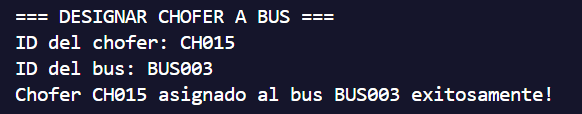 === DESIGNAR CHOFER A BUS ===
ID del chofer: CH015
ID del bus: BUS003
Chofer CH015 asignado al bus BUS003 exitosamente!